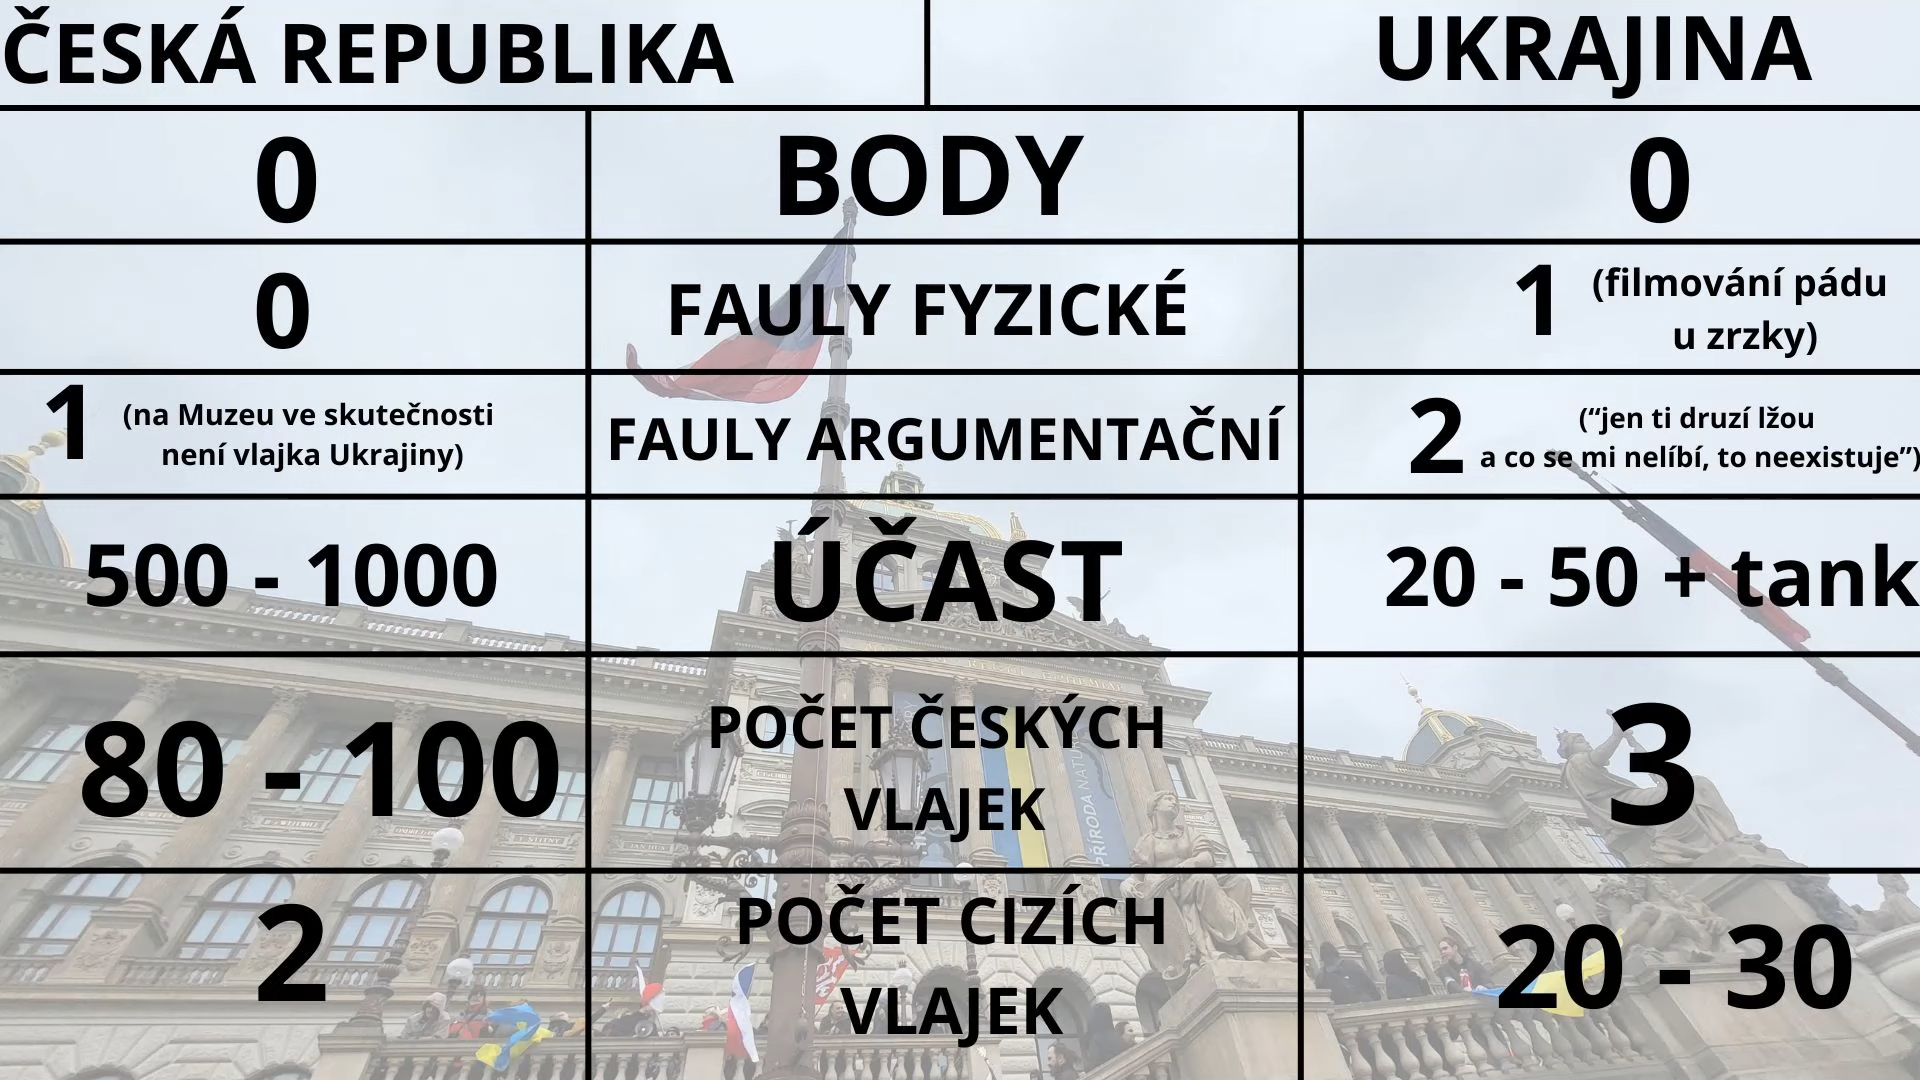 ČESKÁ REPUBLIKA
UKRAJINA
0
BODY
0
0
FAULY FYZICKÉ
1 (filmování pádu
u zrzky)
1 (na Muzeu ve skutečnosti
není vlajka Ukrajiny)
FAULY ARGUMENTAČNÍ
2 (“jen ti druzí lžou
a co se mi nelíbí, to neexistuje”)
500 - 1000
ÚČAST
20 - 50 + tank
80 - 100
POČET ČESKÝCH
VLAJEK
3
2
POČET CIZÍCH
VLAJEK
20 - 30
PŘÍRODA